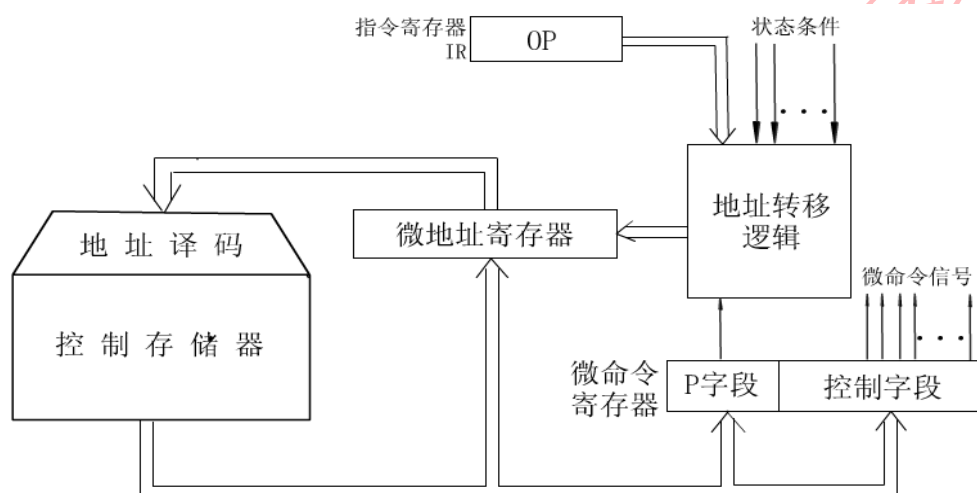 指令寄存器
IR
OP
状态条件
地址转移
逻辑
微地址寄存器
地址译码
控制存储器
微命令信号
微命令
寄存器
P字段
控制字段